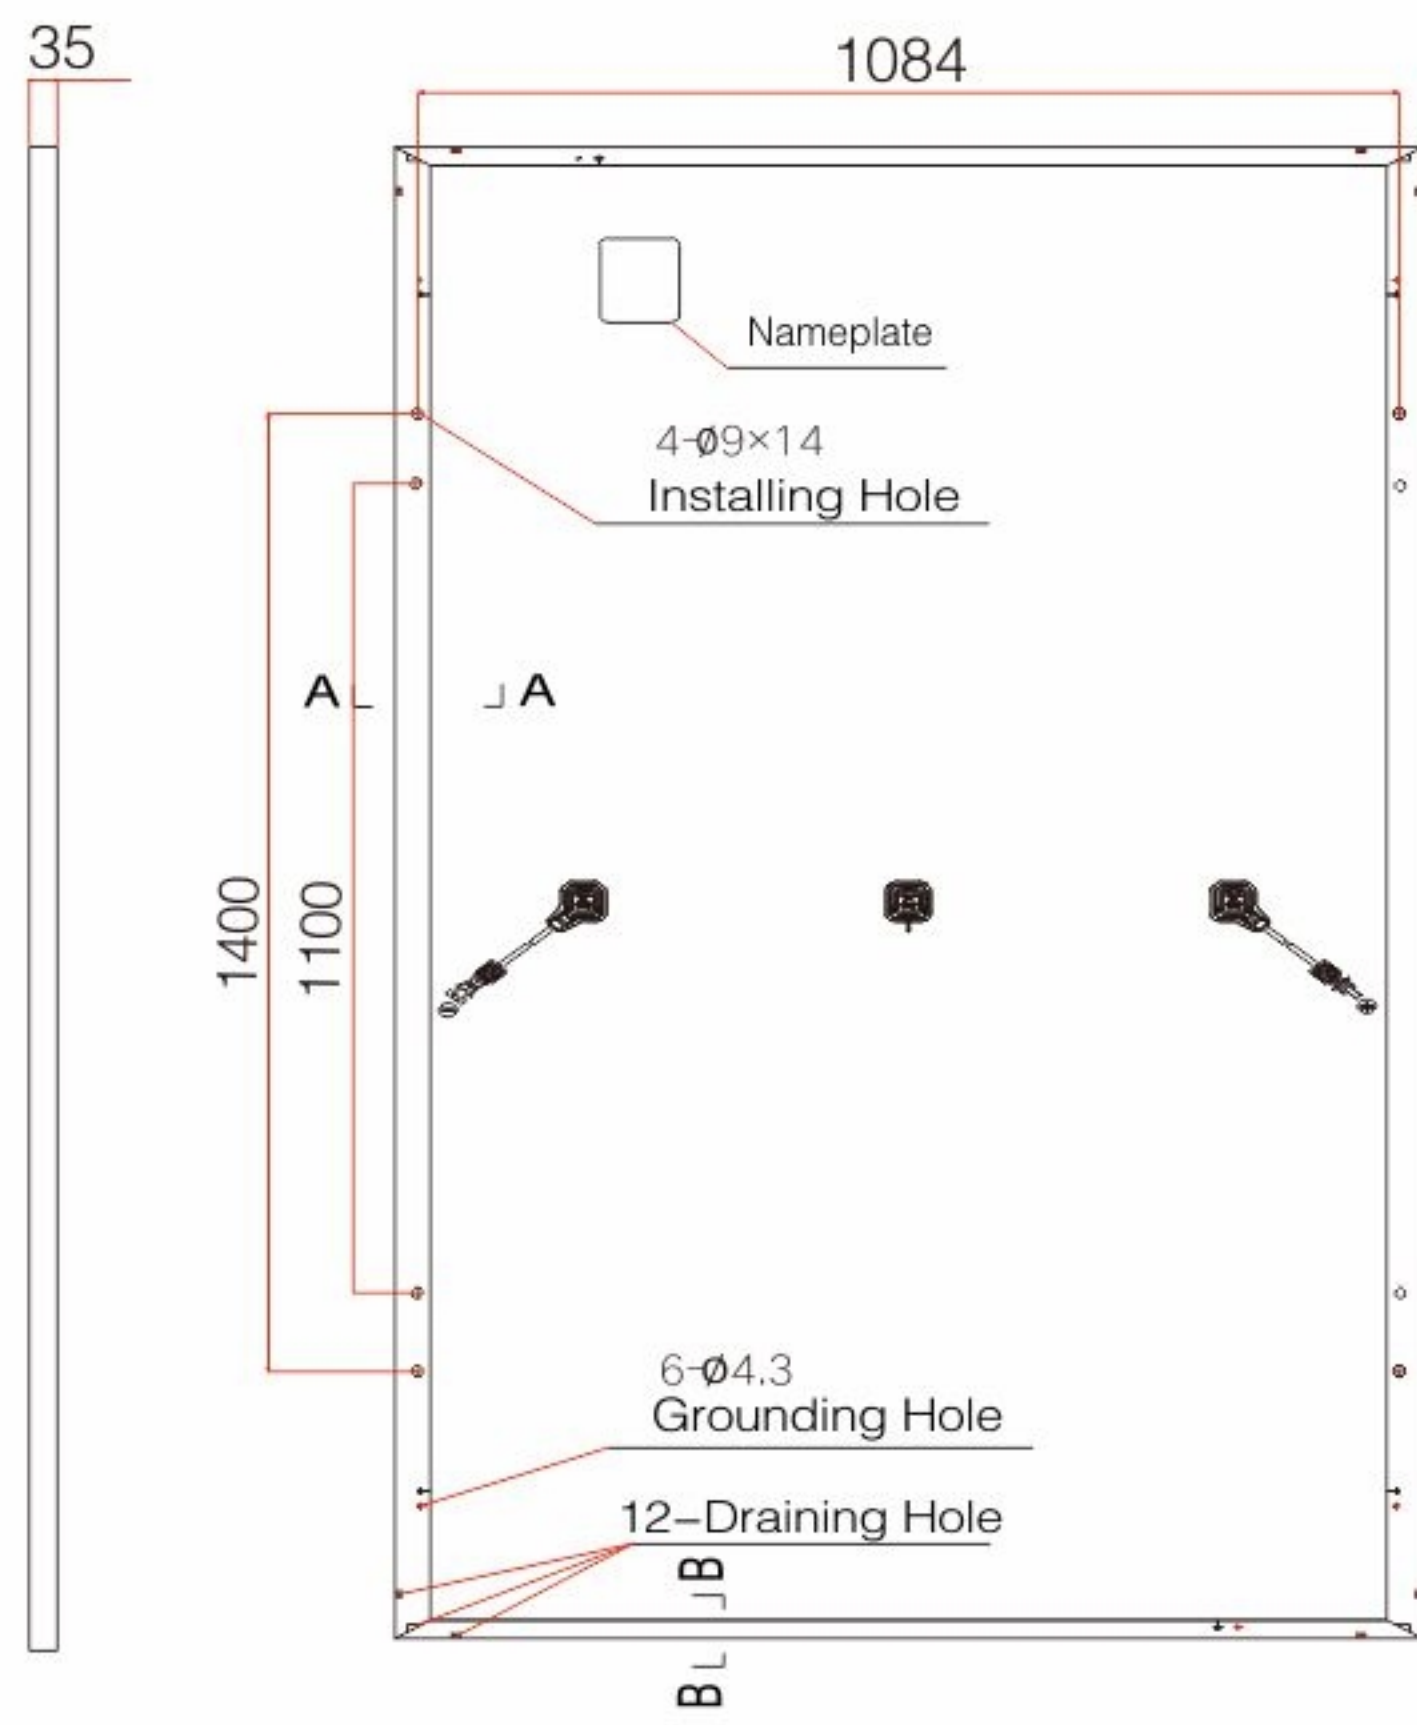 35
1084
Nameplate
4-ø9×14
Installing Hole
A
A
1400
1100
6-ø4.3
Grounding Hole
12-Draining Hole
B
B